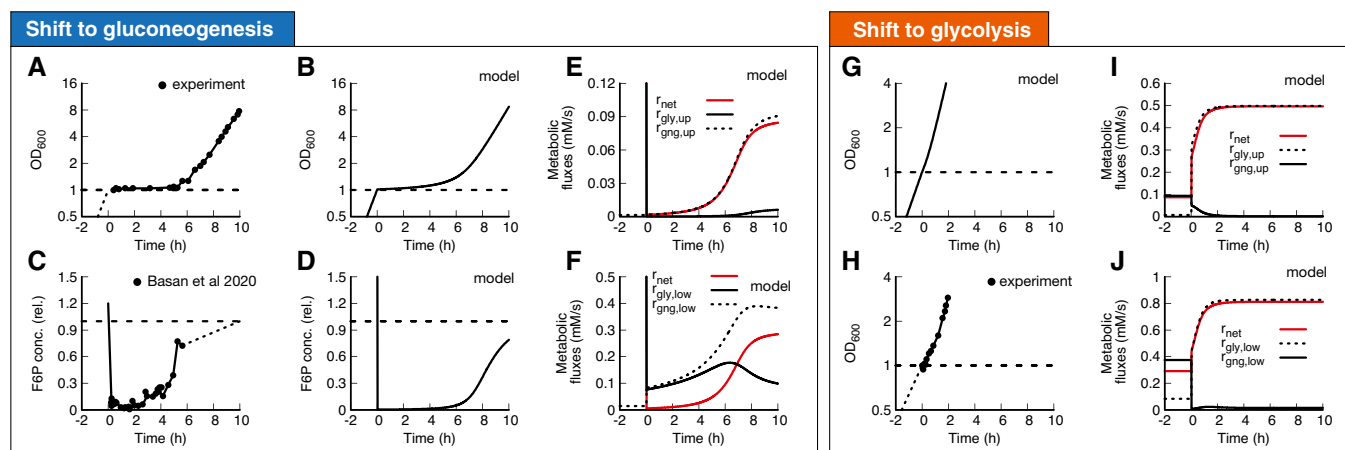 Shift to gluconeogenesis
A
experiment
16
8
4
2
1
0.5
OD600
-2 0 2 4 6 8 10
Time (h)
B
model
16
8
4
2
1
0.5
OD600
-2 0 2 4 6 8 10
Time (h)
E
model
0.12
0.09
0.06
0.03
0
Metabolic
fluxes (mM/s)
rnet
rgly,up
rgng,up
-2 0 2 4 6 8 10
Time (h)
C
Basan et al 2020
1.5
1.2
0.9
0.6
0.3
0
F6P conc. (rel.)
-2 0 2 4 6 8 10
Time (h)
D
model
1.5
1.2
0.9
0.6
0.3
0
F6P conc. (rel.)
-2 0 2 4 6 8 10
Time (h)
F
model
0.5
0.4
0.3
0.2
0.1
0
Metabolic
fluxes (mM/s)
rnet
rgly,low
rgng,low
-2 0 2 4 6 8 10
Time (h)
Shift to glycolysis
G
model
4
2
1
0.5
OD600
-2 0 2 4 6 8 10
Time (h)
I
model
0.6
0.5
0.4
0.3
0.2
0.1
0
Metabolic
fluxes (mM/s)
rnet
rgly,up
rgng,up
-2 0 2 4 6 8 10
Time (h)
H
experiment
4
2
1
0.5
OD600
-2 0 2 4 6 8 10
Time (h)
J
model
1
0.8
0.6
0.4
0.2
0
Metabolic
fluxes (mM/s)
rnet
rgly,low
rgng,low
-2 0 2 4 6 8 10
Time (h)